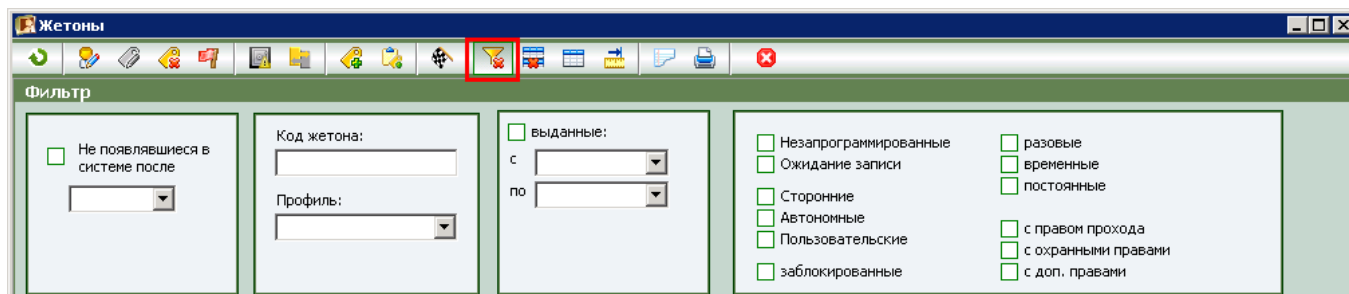 Жетоны
Фильтр
Не появлявшиеся в
системе после
Код жетона:
Профиль:
выданные:
с
по
Незапрограммированные
Ожидание записи
Сторонние
Автономные
Пользовательские
заблокированные
разовые
временные
постоянные
с правом прохода
с охранными правами
с доп. правами